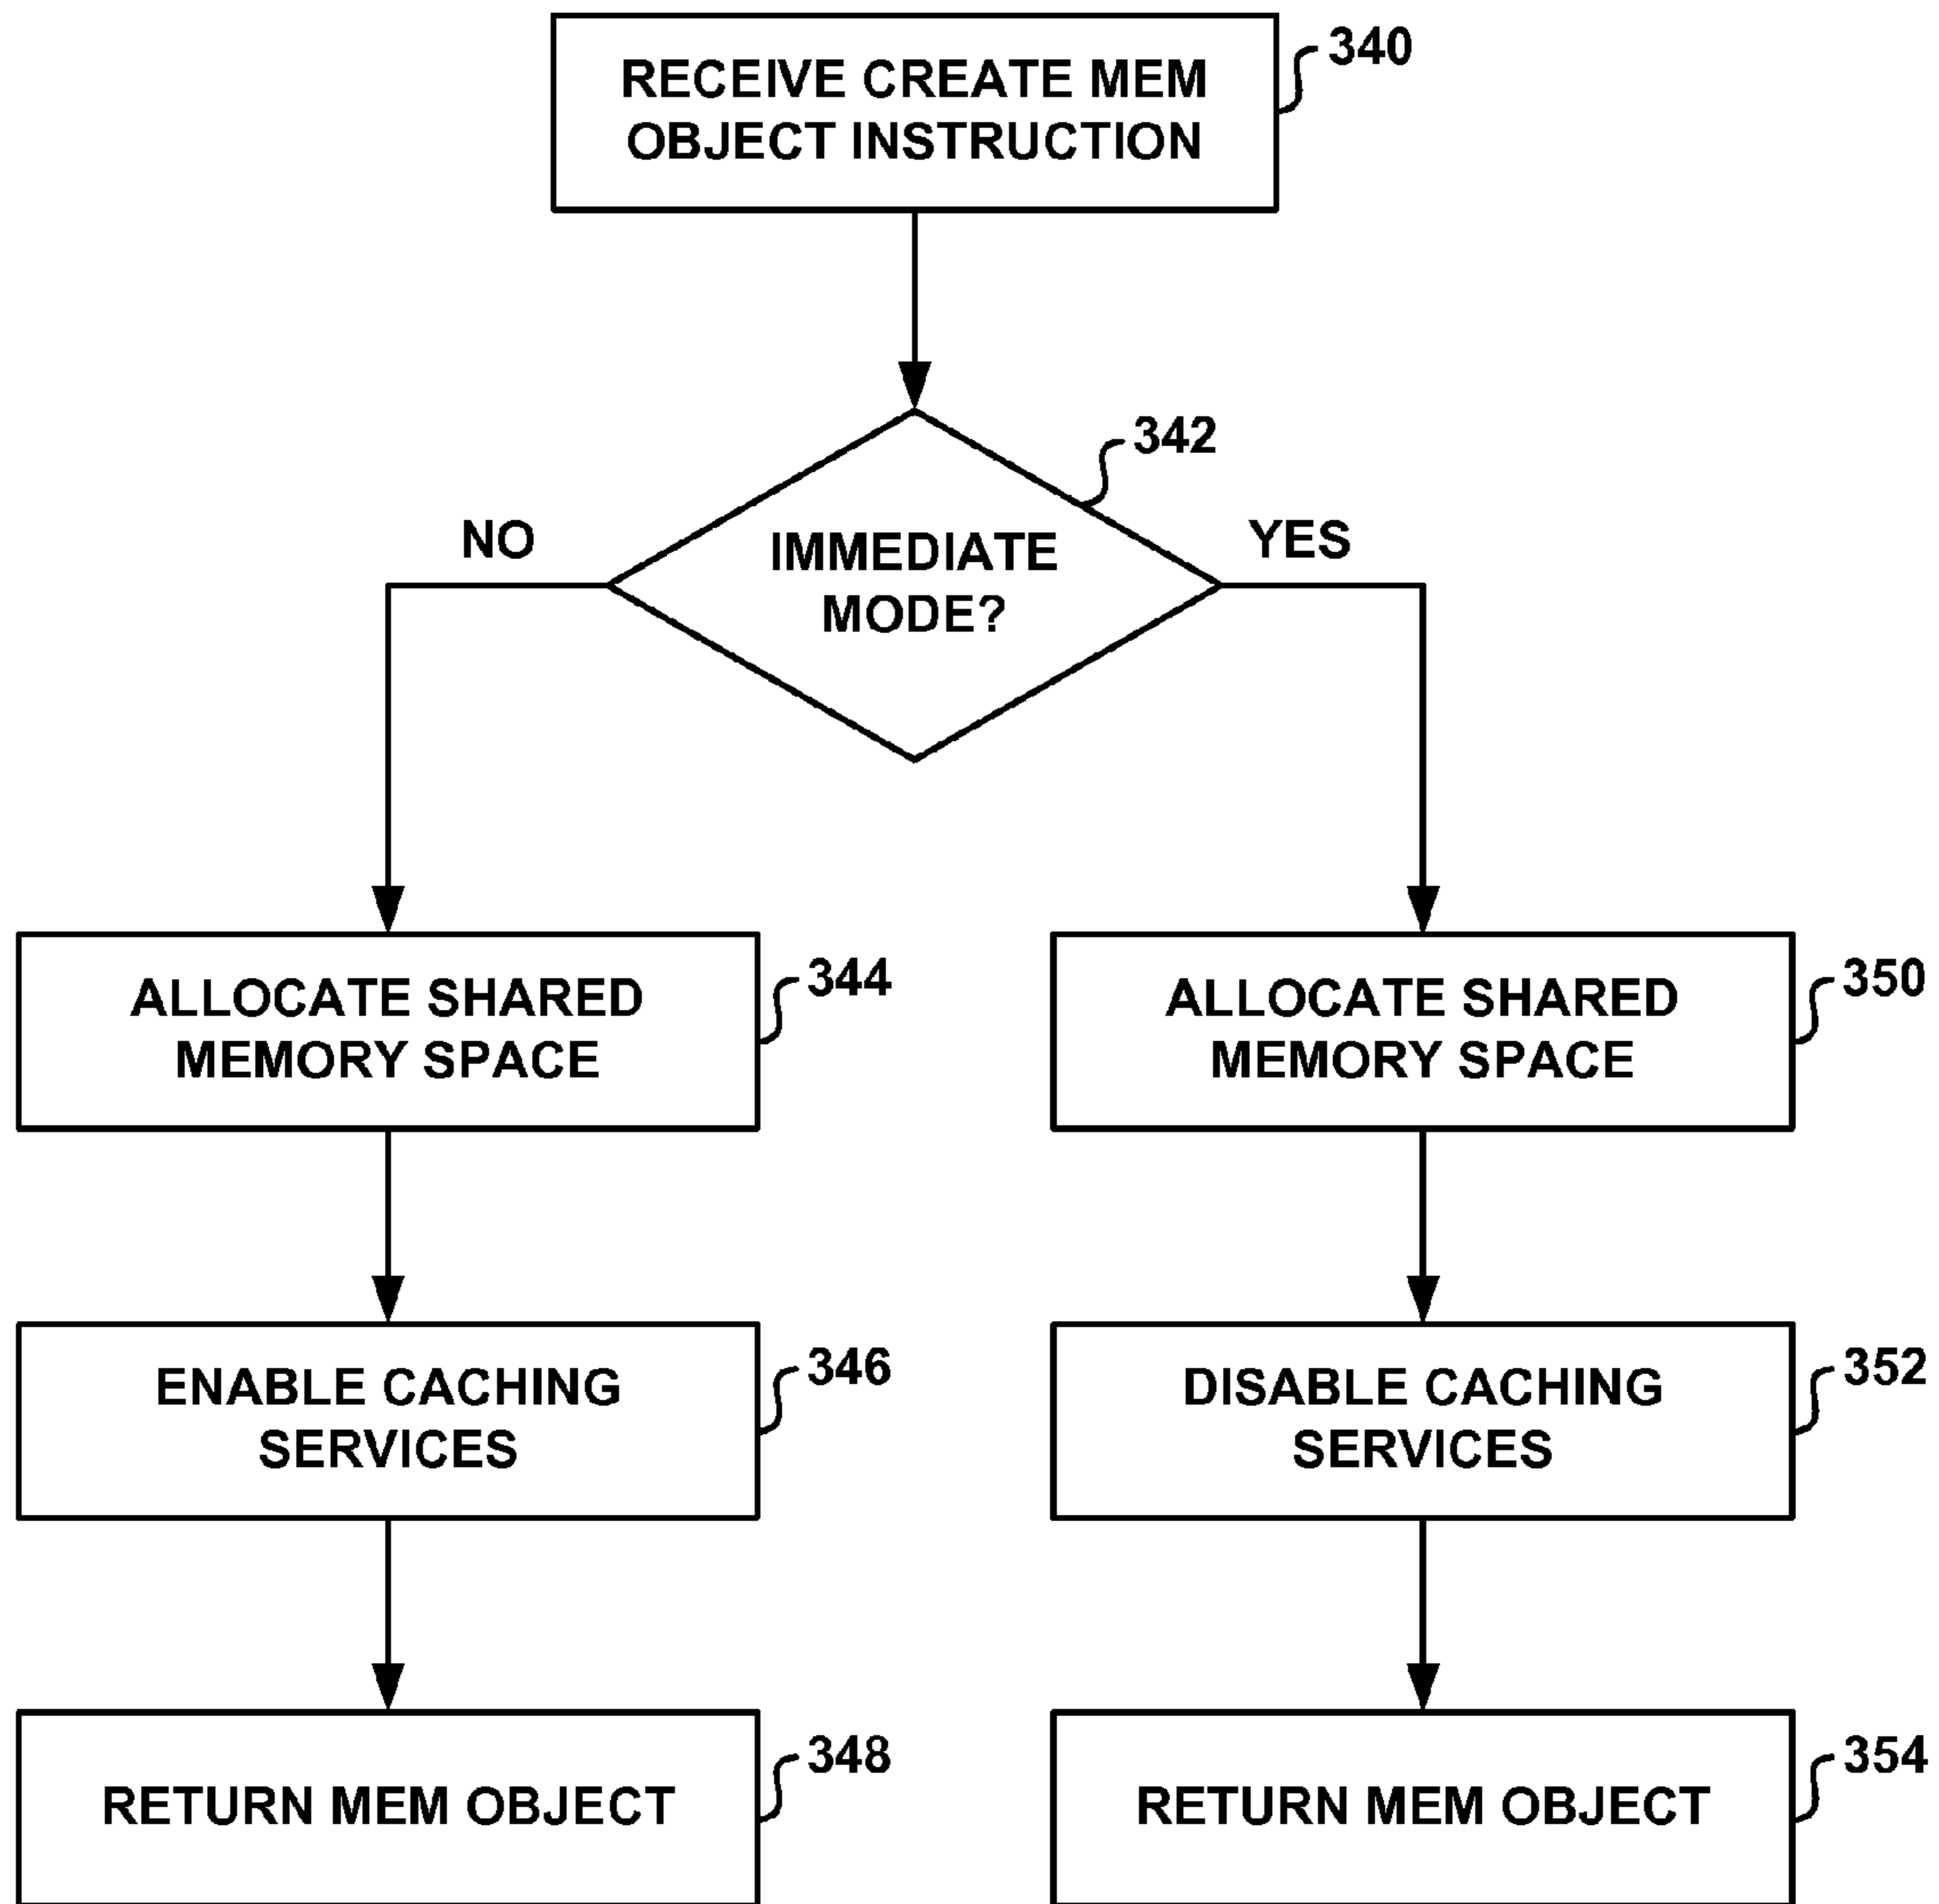 RECEIVE CREATE MEM
OBJECT INSTRUCTION
340
342
NO
YES
IMMEDIATE
MODE?
ALLOCATE SHARED
MEMORY SPACE
344
ALLOCATE SHARED
MEMORY SPACE
350
ENABLE CACHING
SERVICES
346
DISABLE CACHING
SERVICES
352
RETURN MEM OBJECT
348
RETURN MEM OBJECT
354